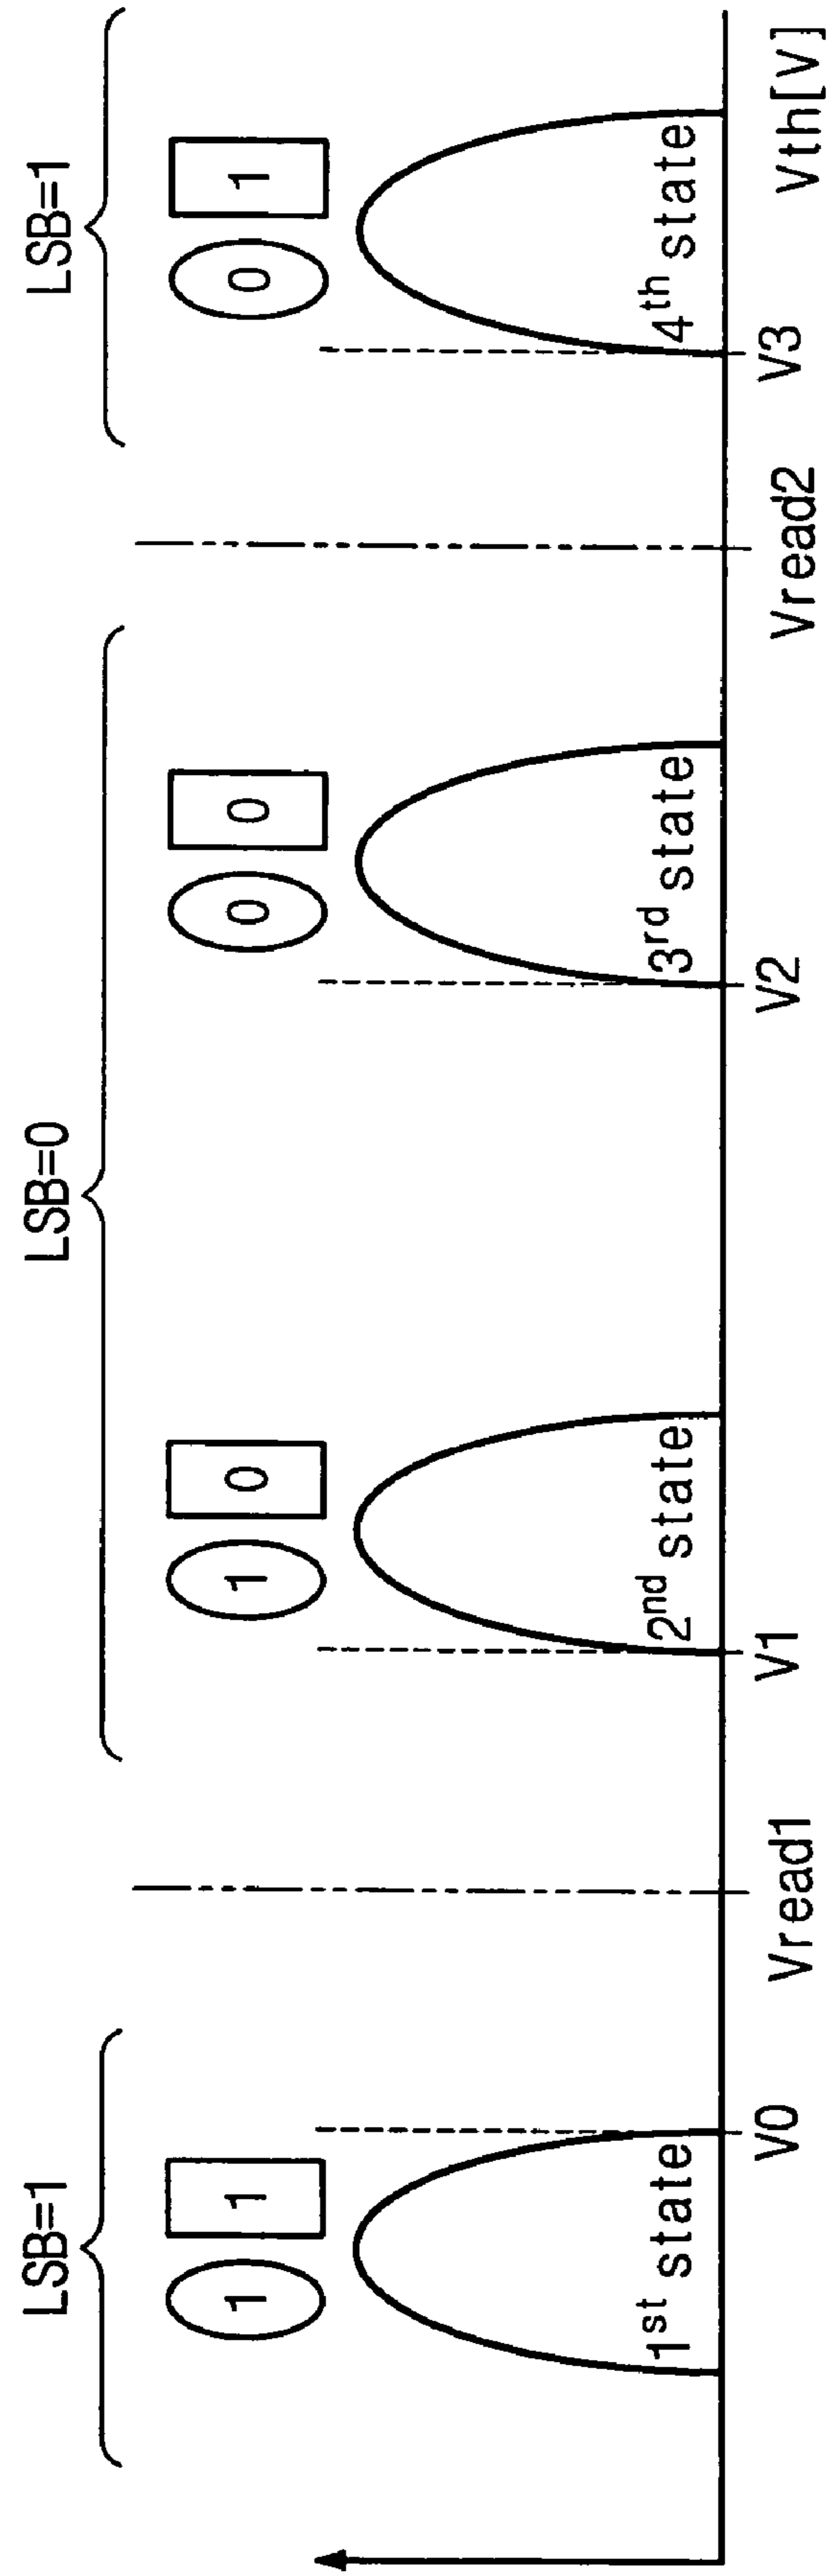 LSB=1 LSB=0 LSB=1
1 1 1 0 0 0 0 1
1st state 2nd state 3rd state 4th state
V0 Vread1 V1 V2 Vread2 V3 Vth[V]